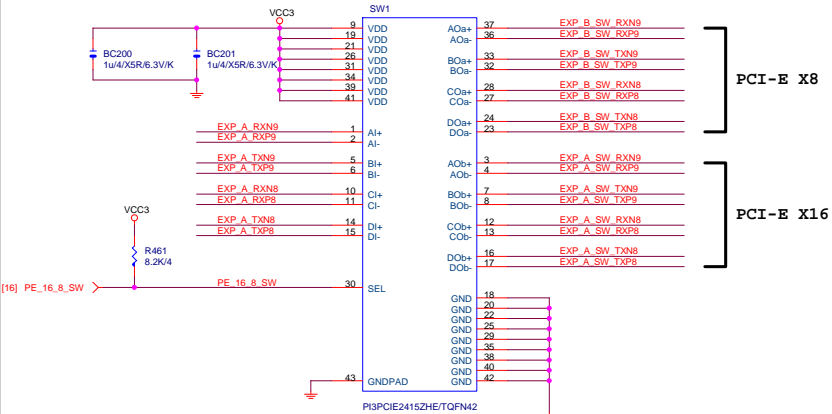 SW1
VCC3
BC200
1u/4/X5R/6.3V/K
BC201
1u/4/X5R/6.3V/K
9 VDD
19 VDD
21 VDD
26 VDD
31 VDD
34 VDD
39 VDD
41 VDD
EXP_A_RXN9 1 AI+
EXP_A_RXP9 2 AI-
EXP_A_TXN9 5 BI+
EXP_A_TXP9 6 BI-
EXP_A_RXN8 10 CI+
EXP_A_RXP8 11 CI-
EXP_A_TXN8 14 DI+
EXP_A_TXP8 15 DI-
VCC3
R461
8.2K/4
[16] PE_16_8_SW PE_16_8_SW 30 SEL
43 GNDPAD
AOa+ 37 EXP_B_SW_RXN9
AOa- 36 EXP_B_SW_RXP9
BOa+ 33 EXP_B_SW_TXN9
BOa- 32 EXP_B_SW_TXP9
COa+ 28 EXP_B_SW_RXN8
COa- 27 EXP_B_SW_RXP8
DOa+ 24 EXP_B_SW_TXN8
DOa- 23 EXP_B_SW_TXP8
PCI-E X8
AOb+ 3 EXP_A_SW_RXN9
AOb- 4 EXP_A_SW_RXP9
BOb+ 7 EXP_A_SW_TXN9
BOb- 8 EXP_A_SW_TXP9
COb+ 12 EXP_A_SW_RXN8
COb- 13 EXP_A_SW_RXP8
DOb+ 16 EXP_A_SW_TXN8
DOb- 17 EXP_A_SW_TXP8
PCI-E X16
GND 18
GND 20
GND 22
GND 25
GND 29
GND 35
GND 38
GND 40
GND 42
PI3PCIE2415ZHE/TQFN42